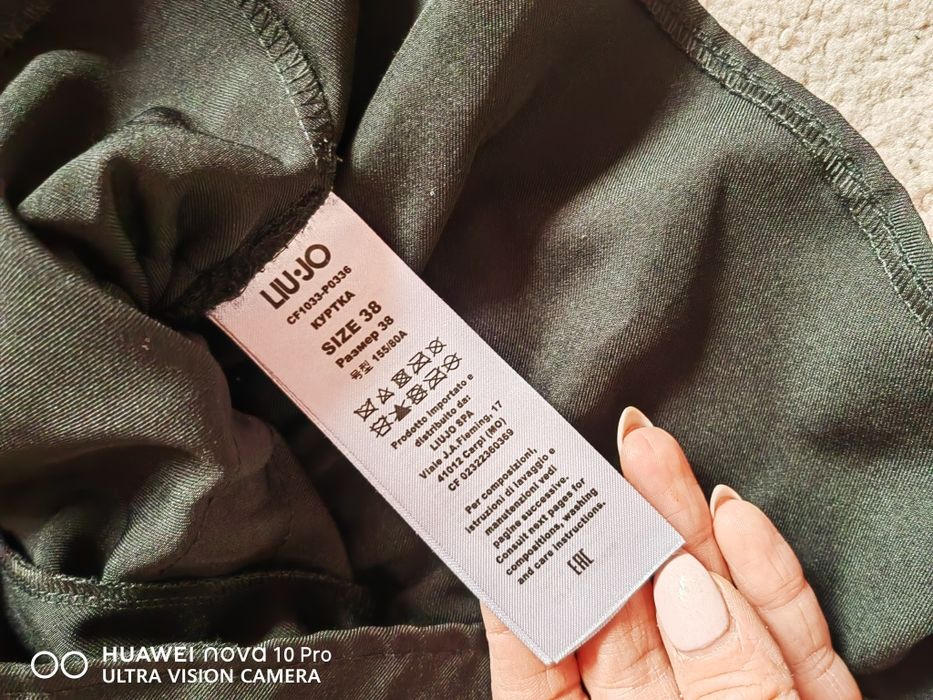 LIU·JO
CF1033-P0336
КУРТКА
SIZE 38
Размер 38
号型 155/80A
Prodotto importato e
distribuito da:
LIUJO SPA
Viale J.A.Fleming, 17
41012 Carpi (MO)
CF 02322360369
Per composizioni,
istruzioni di lavaggio e
manutenzioni vedi
pagine successive.
Consult next pages for
compositions, washing
and care instructions.
EAC
HUAWEI nova 10 Pro
ULTRA VISION CAMERA